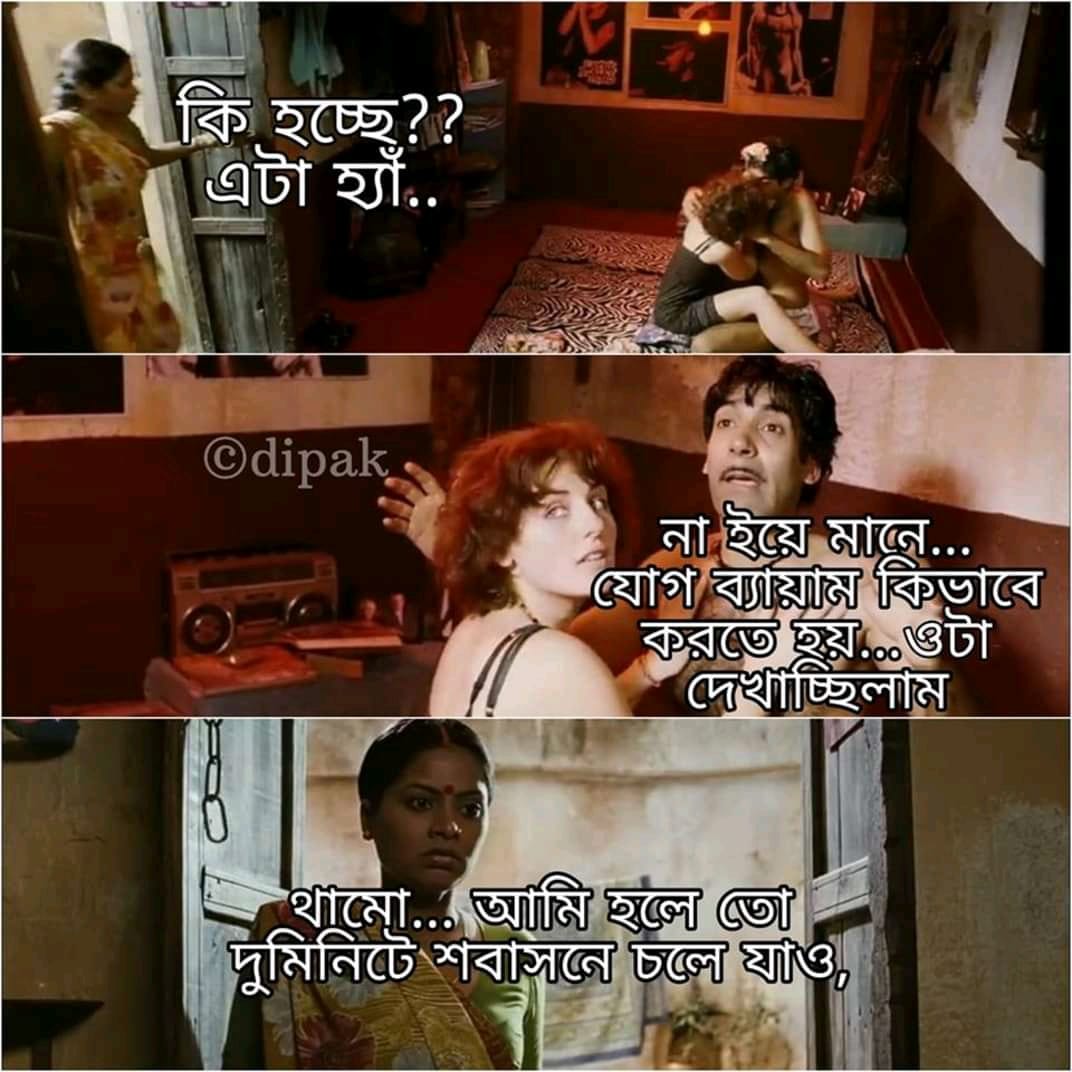 কি হচ্ছে??
এটা হ্যাঁ..
©dipak
না ইয়ে মানে...
যোগ ব্যায়াম কিভাবে
করতে হয়...ওটা
দেখাচ্ছিলাম
থামো... আমি হলে তো
দুমিনিটে শবাসনে চলে যাও,